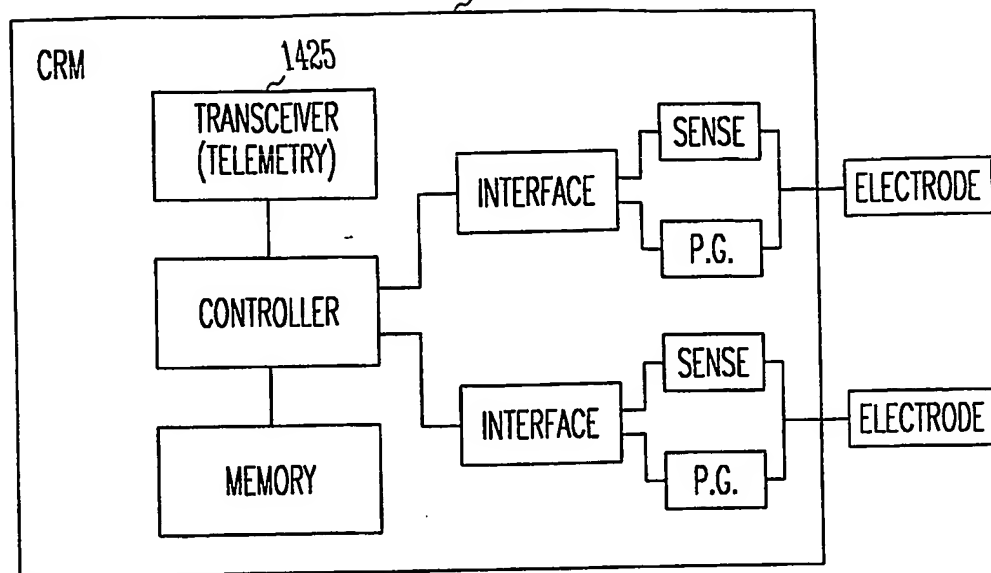 CRM
1425
TRANSCEIVER
(TELEMETRY)
CONTROLLER
MEMORY
INTERFACE
SENSE
P.G.
ELECTRODE
INTERFACE
SENSE
P.G.
ELECTRODE